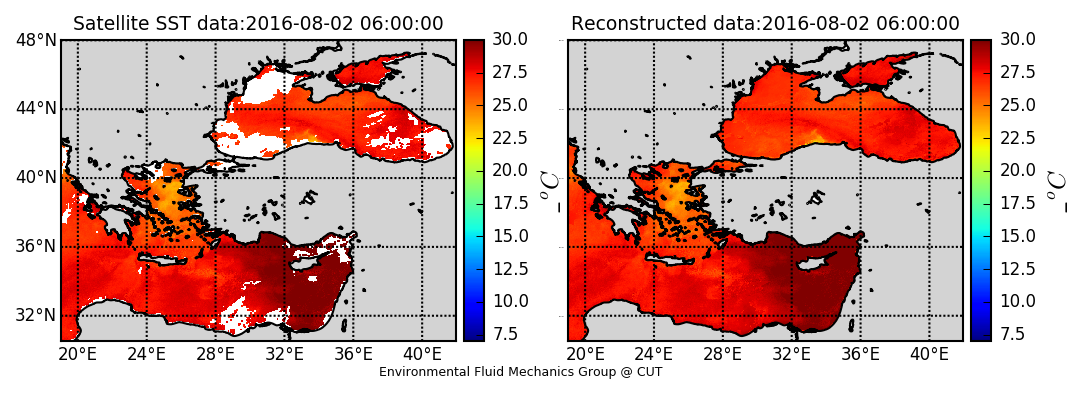 Satellite SST data:2016-08-02 06:00:00
48°N
44°N
40°N
36°N
32°N
20°E 24°E 28°E 32°E 36°E 40°E
30.0
27.5
25.0
22.5
20.0
17.5
15.0
12.5
10.0
7.5
_ °C
Reconstructed data:2016-08-02 06:00:00
20°E 24°E 28°E 32°E 36°E 40°E
30.0
27.5
25.0
22.5
20.0
17.5
15.0
12.5
10.0
7.5
_ °C
Environmental Fluid Mechanics Group @ CUT